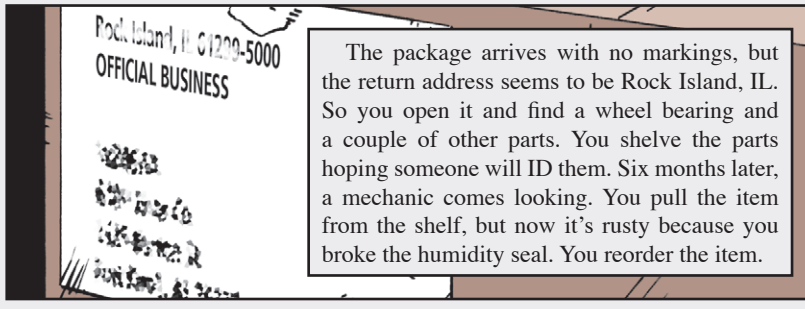 Rock Island, IL 61299-5000
OFFICIAL BUSINESS
The package arrives with no markings, but
the return address seems to be Rock Island, IL.
So you open it and find a wheel bearing and
a couple of other parts. You shelve the parts
hoping someone will ID them. Six months later,
a mechanic comes looking. You pull the item
from the shelf, but now it's rusty because you
broke the humidity seal. You reorder the item.